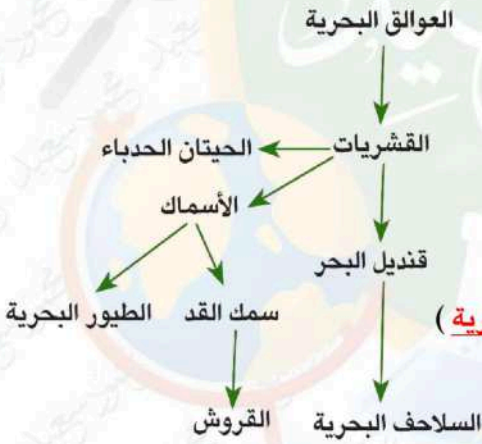 العوالق البحرية
القشريات
الحيتان الحدباء
الأسماك
قنديل البحر
سمك القد
الطيور البحرية
السلاحف البحرية
القروش